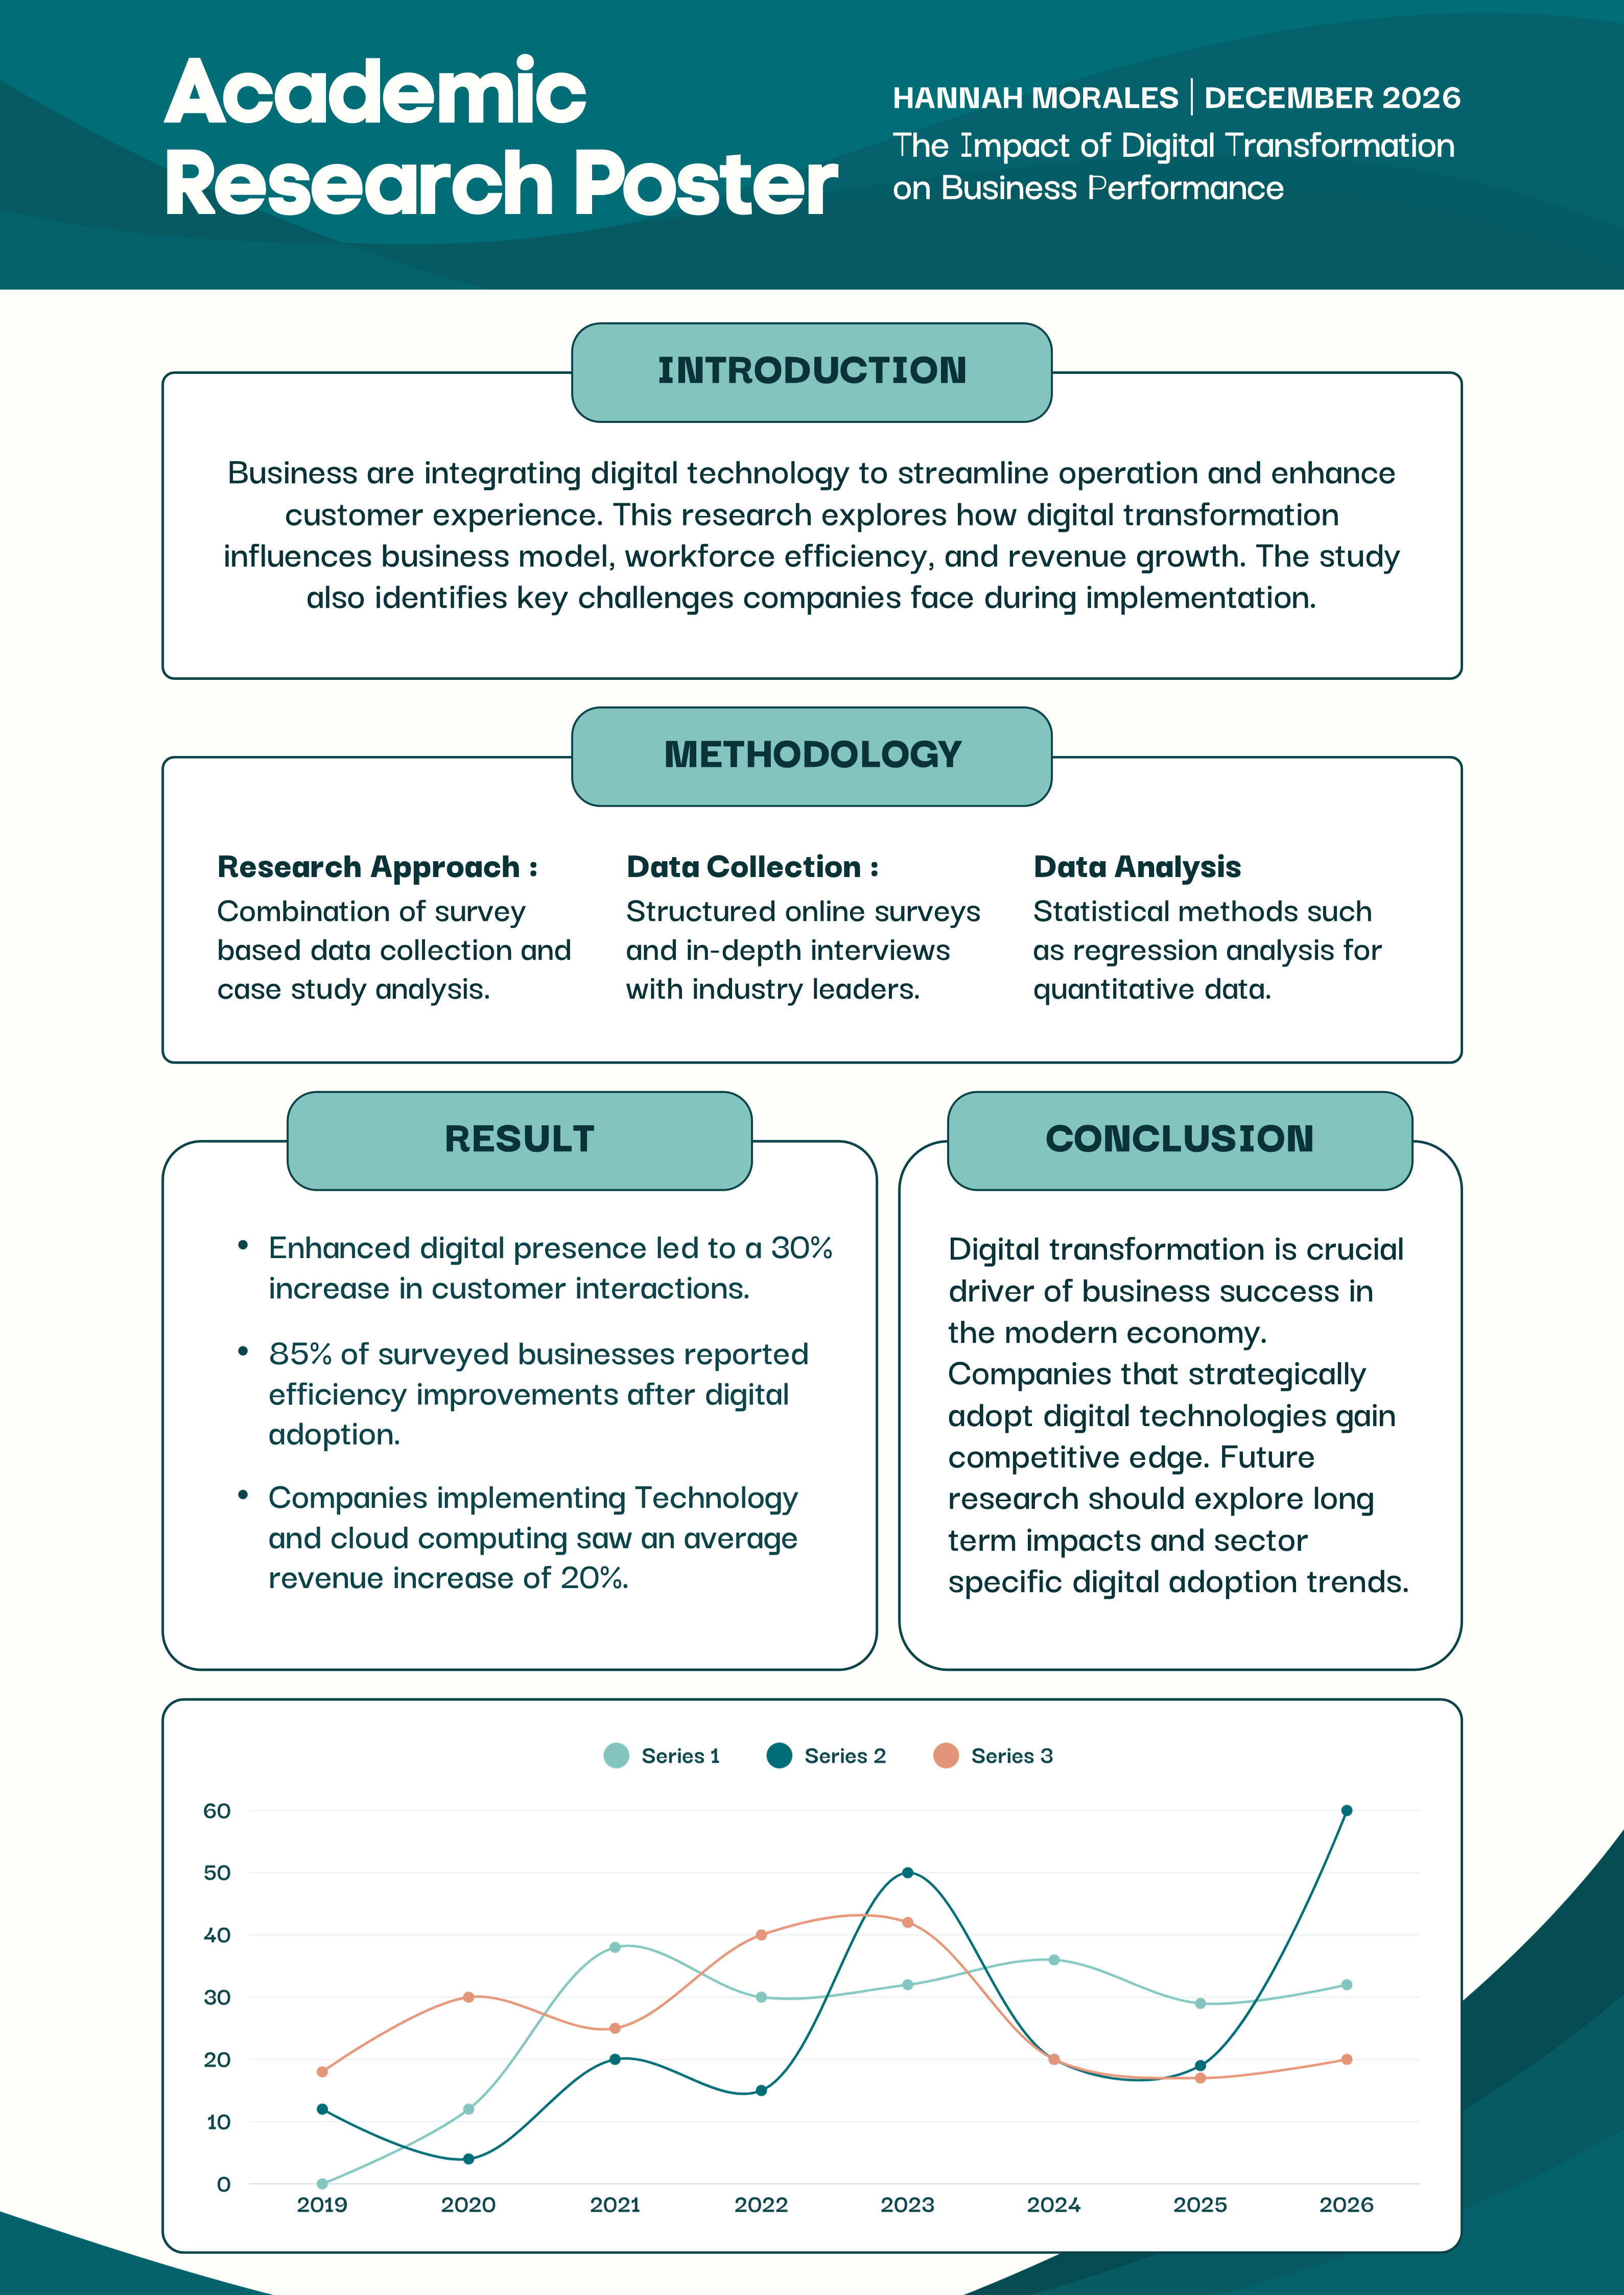 Academic
Research Poster
HANNAH MORALES | DECEMBER 2026
The Impact of Digital Transformation
on Business Performance
INTRODUCTION
Business are integrating digital technology to streamline operation and enhance
customer experience. This research explores how digital transformation
influences business model, workforce efficiency, and revenue growth. The study
also identifies key challenges companies face during implementation.
METHODOLOGY
Research Approach :
Combination of survey
based data collection and
case study analysis.
Data Collection :
Structured online surveys
and in-depth interviews
with industry leaders.
Data Analysis
Statistical methods such
as regression analysis for
quantitative data.
RESULT
• Enhanced digital presence led to a 30%
increase in customer interactions.
• 85% of surveyed businesses reported
efficiency improvements after digital
adoption.
• Companies implementing Technology
and cloud computing saw an average
revenue increase of 20%.
CONCLUSION
Digital transformation is crucial
driver of business success in
the modern economy.
Companies that strategically
adopt digital technologies gain
competitive edge. Future
research should explore long
term impacts and sector
specific digital adoption trends.
Series 1 Series 2 Series 3
60
50
40
30
20
10
0
2019 2020 2021 2022 2023 2024 2025 2026